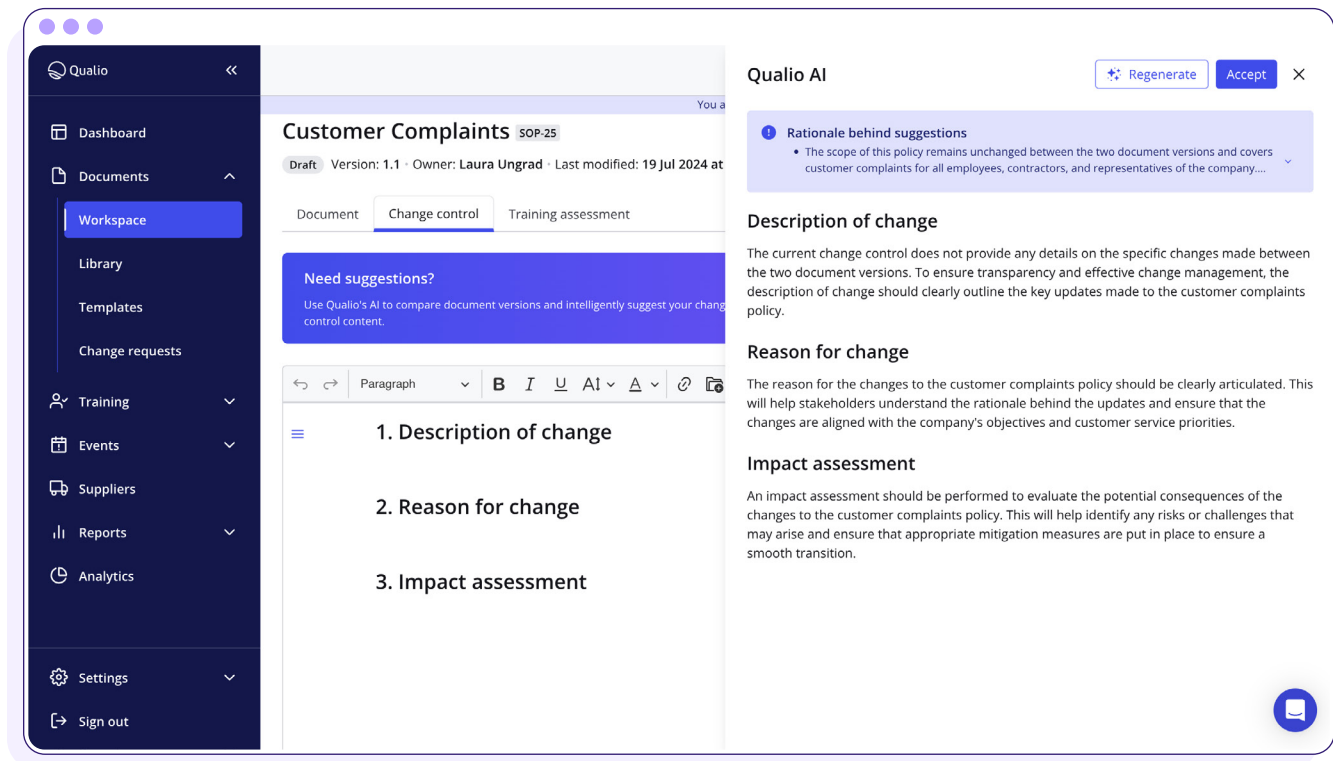 Qualio
Dashboard
Documents
Workspace
Library
Templates
Change requests
Training
Events
Suppliers
Reports
Analytics
Settings
Sign out
You a
Customer Complaints SOP-25
Draft Version: 1.1 · Owner: Laura Ungrad · Last modified: 19 Jul 2024 at
Document Change control Training assessment
Need suggestions?
Use Qualio's AI to compare document versions and intelligently suggest your chang
control content.
Paragraph B I U A A
1. Description of change
2. Reason for change
3. Impact assessment
Qualio AI
Regenerate Accept
Rationale behind suggestions
• The scope of this policy remains unchanged between the two document versions and covers
customer complaints for all employees, contractors, and representatives of the company....
Description of change
The current change control does not provide any details on the specific changes made between
the two document versions. To ensure transparency and effective change management, the
description of change should clearly outline the key updates made to the customer complaints
policy.
Reason for change
The reason for the changes to the customer complaints policy should be clearly articulated. This
will help stakeholders understand the rationale behind the updates and ensure that the
changes are aligned with the company's objectives and customer service priorities.
Impact assessment
An impact assessment should be performed to evaluate the potential consequences of the
changes to the customer complaints policy. This will help identify any risks or challenges that
may arise and ensure that appropriate mitigation measures are put in place to ensure a
smooth transition.